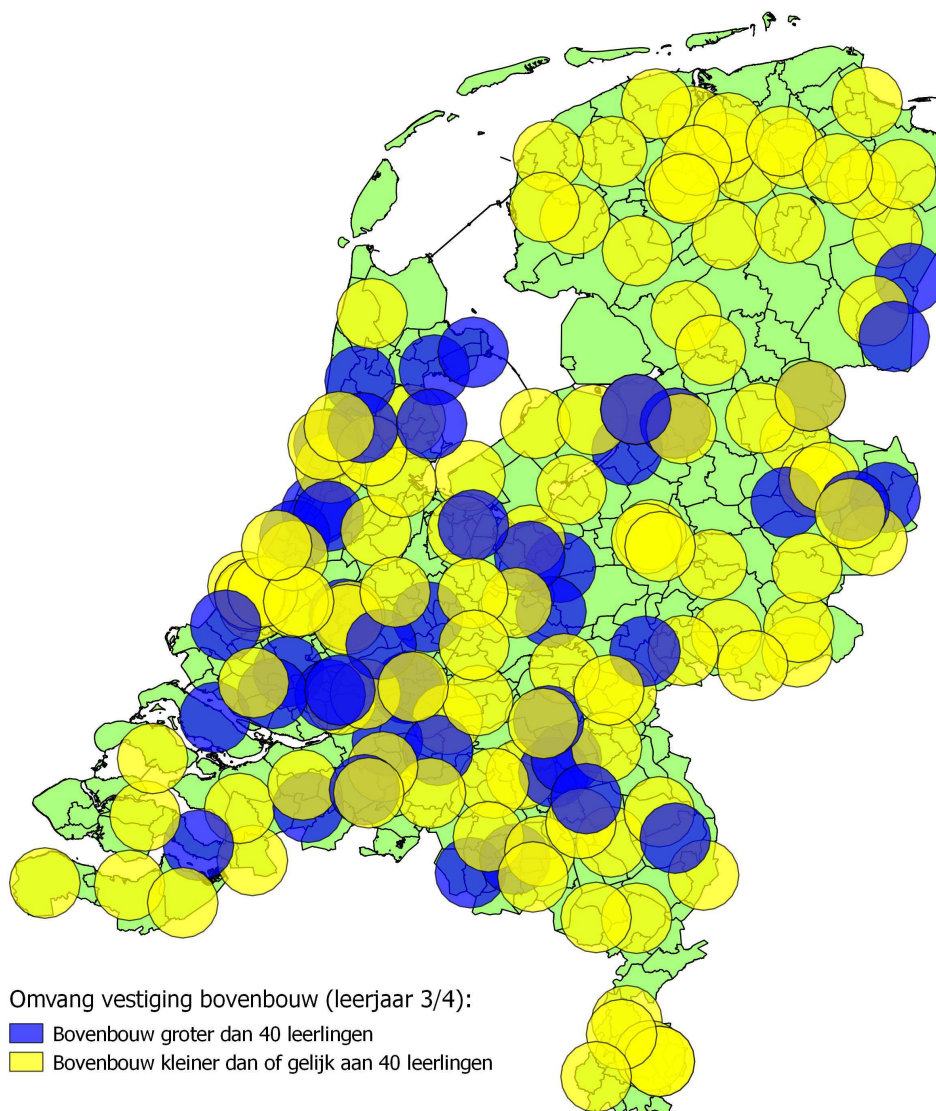 Omvang vestiging bovenbouw (leerjaar 3/4):
Bovenbouw groter dan 40 leerlingen
Bovenbouw kleiner dan of gelijk aan 40 leerlingen